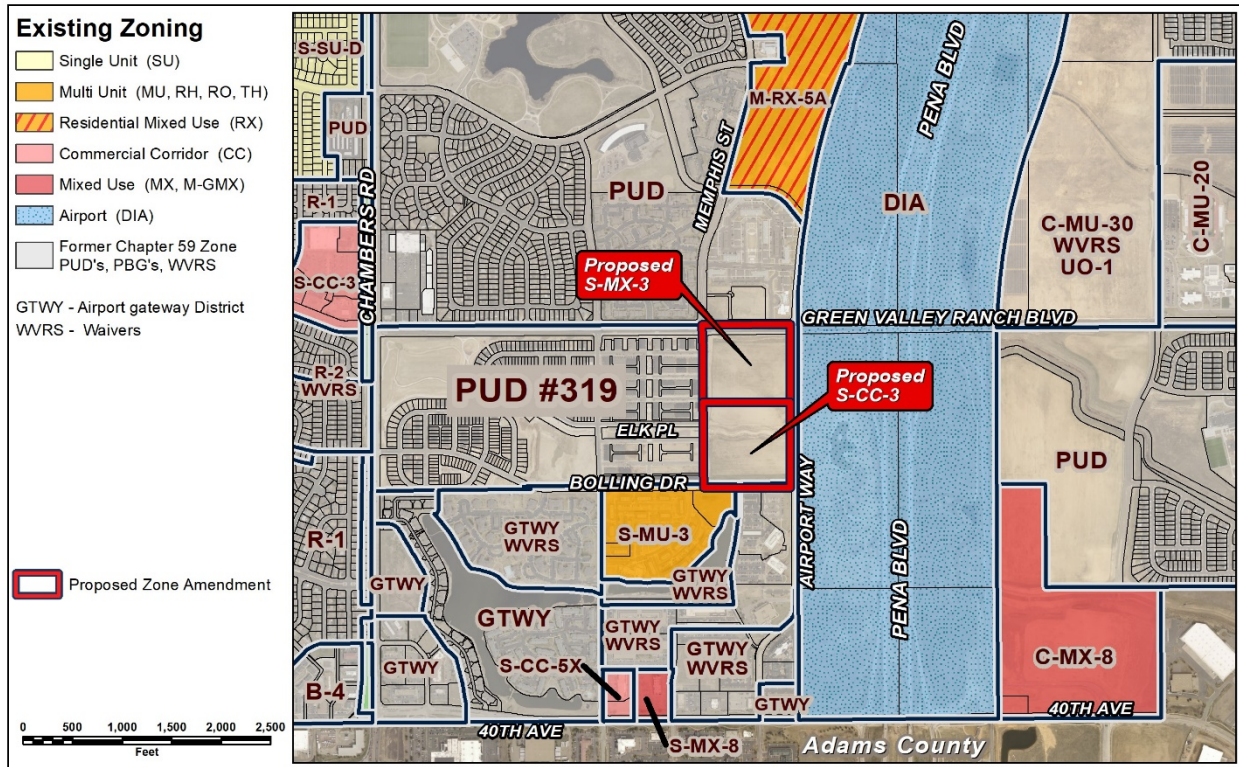 Existing Zoning
Single Unit (SU)
Multi Unit (MU, RH, RO, TH)
Residential Mixed Use (RX)
Commercial Corridor (CC)
Mixed Use (MX, M-GMX)
Airport (DIA)
Former Chapter 59 Zone
PUD's, PBG's, WVRS
GTWY - Airport gateway District
WVRS - Waivers
Proposed Zone Amendment
0 500 1,000 1,500 2,000 2,500
Feet
S-SU-D
PUD
R-1
S-CC-3
CHAMBERS RD
R-2
WVRS
R-1
B-4
PUD
MEMPHIS ST
M-RX-5A
PENA BLVD
DIA
C-MU-30
WVRS
UO-1
C-MU-20
Proposed
S-MX-3
GREEN VALLEY RANCH BLVD
PUD #319
Proposed
S-CC-3
ELK PL
BOLLING DR
AIRPORT WAY
PENA BLVD
PUD
GTWY
WVRS
S-MU-3
GTWY
WVRS
GTWY
GTWY
GTWY
GTWY
WVRS
GTWY
WVRS
S-CC-5X
GTWY
C-MX-8
40TH AVE
S-MX-8
40TH AVE
Adams County